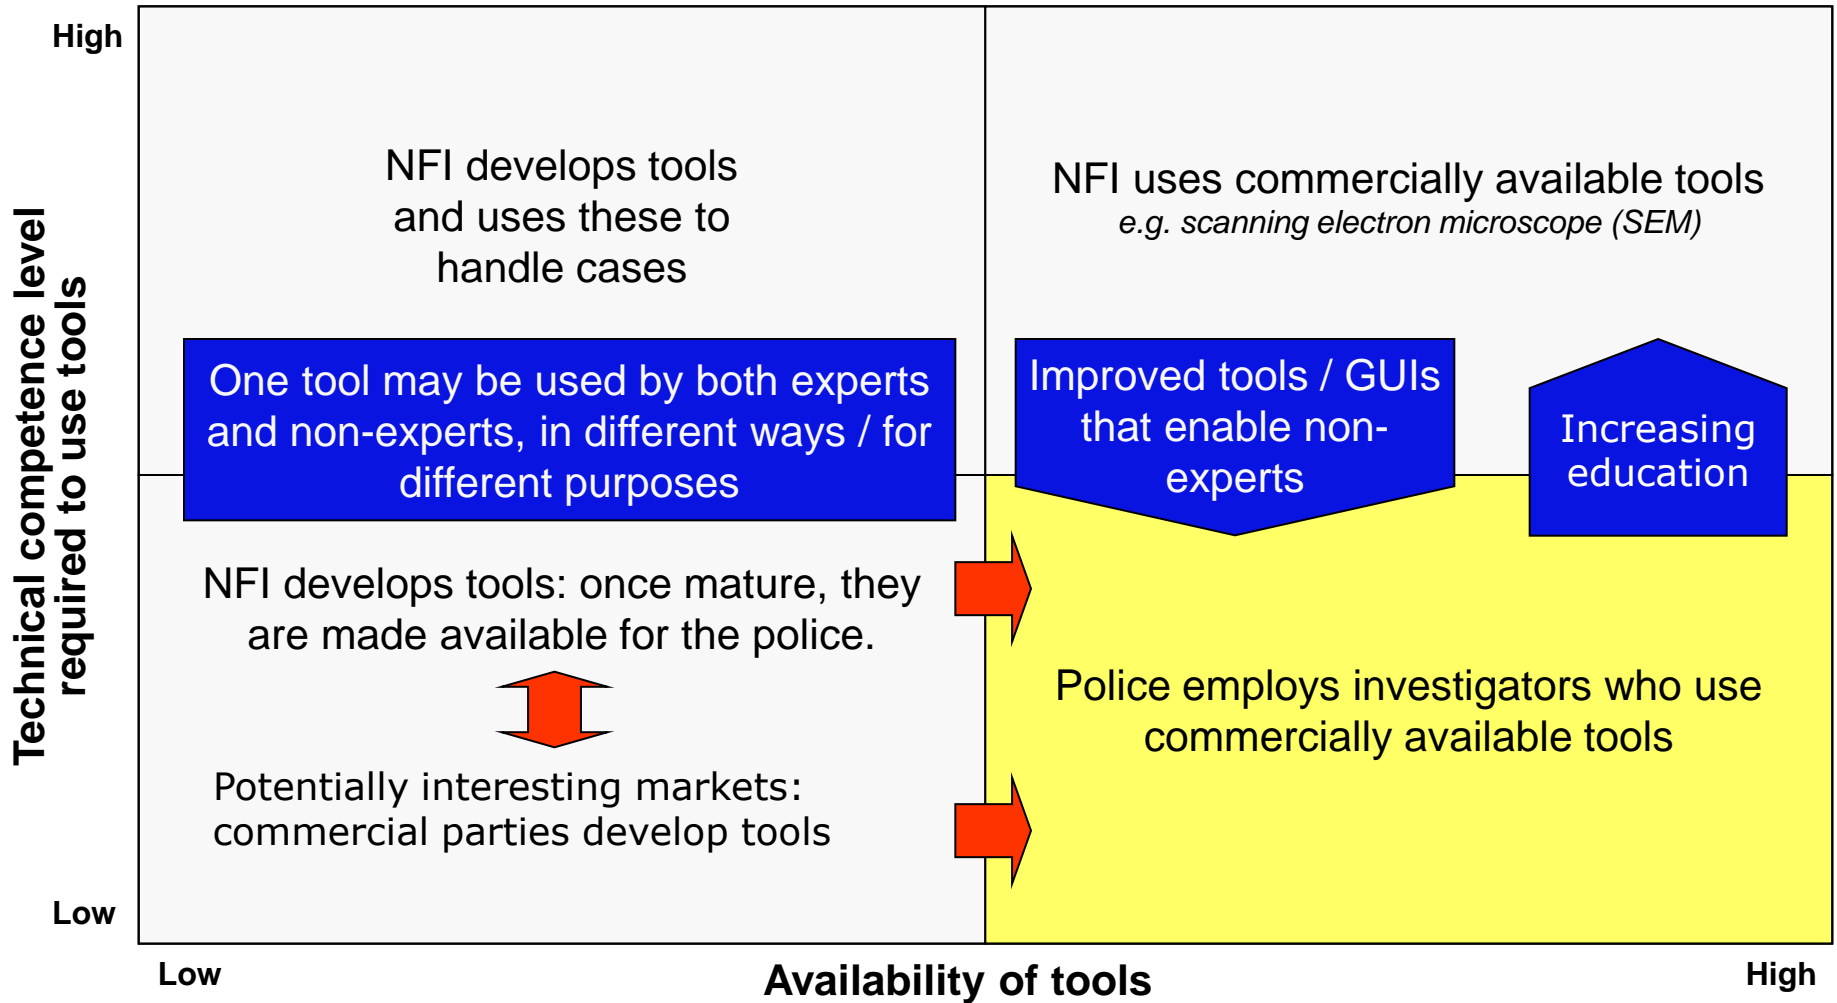 High
NFI develops tools
and uses these to
handle cases
NFI uses commercially available tools
e.g. scanning electron microscope (SEM)
Technical competence level
required to use tools
One tool may be used by both experts
and non-experts, in different ways / for
different purposes
Improved tools / GUIs
that enable non-
experts
Increasing
education
NFI develops tools: once mature, they
are made available for the police.
Police employs investigators who use
commercially available tools
Potentially interesting markets:
commercial parties develop tools
Low
Low
Availability of tools
High